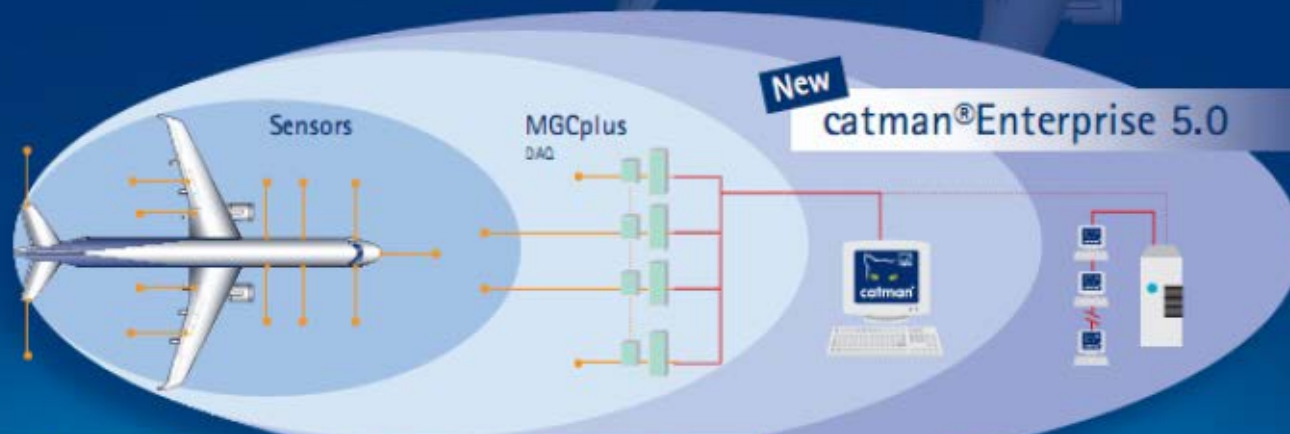 Sensors
MGCplus
DAQ
New
catman®Enterprise 5.0
catman®